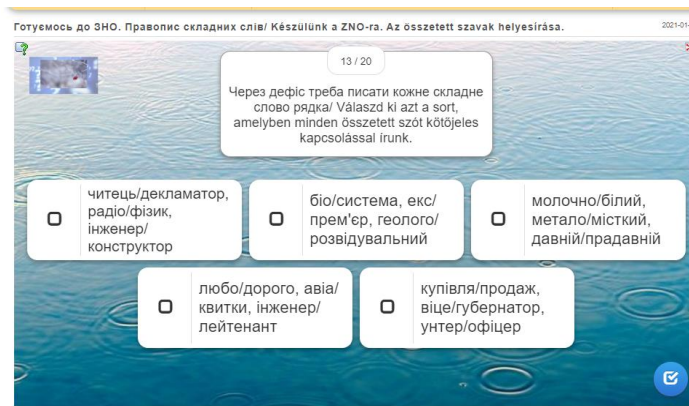 Готуємось до ЗНО. Правопис складних слів/ Készülünk a ZNO-ra. Az összetett szavak helyesírása.
2021-01-
13 / 20
Через дефіс треба писати кожне складне
слово рядка/ Válaszd ki azt a sort,
amelyben minden összetett szót kötőjeles
kapcsolással írunk.
читець/декламатор,
радіо/фізик,
інженер/
конструктор
біо/система, екс/
прем'єр, геолого/
розвідувальний
молочно/білий,
метало/місткий,
давній/прадавній
любо/дорого, авіа/
квитки, інженер/
лейтенант
купівля/продаж,
віце/губернатор,
унтер/офіцер